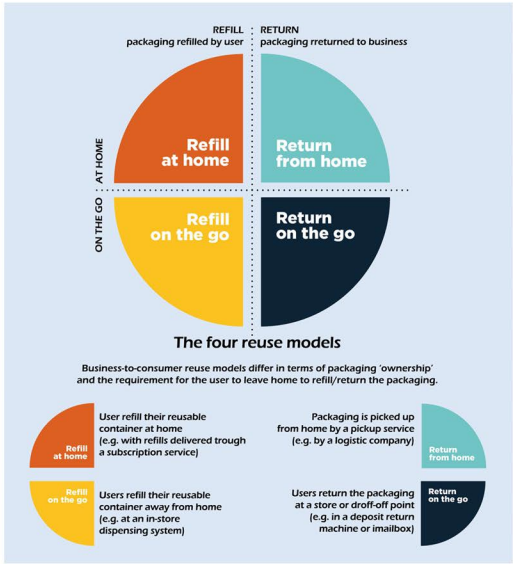 REFILL
packaging refilled by user
RETURN
packaging rreturned to business
AT HOME
ON THE GO
Refill
at home
Return
from home
Refill
on the go
Return
on the go
The four reuse models
Business-to-consumer reuse models differ in terms of packaging ‘ownership’
and the requirement for the user to leave home to refill/return the packaging.
Refill
at home
User refill their reusable
container at home
(e.g. with refills delivered trough
a subscription service)
Packaging is picked up
from home by a pickup service
(e.g. by a logistic company)
Return
from home
Refill
on the go
Users refill their reusable
container away from home
(e.g. at an in-store
dispensing system)
Users return the packaging
at a store or droff-off point
(e.g. in a deposit return
machine or imailbox)
Return
on the go